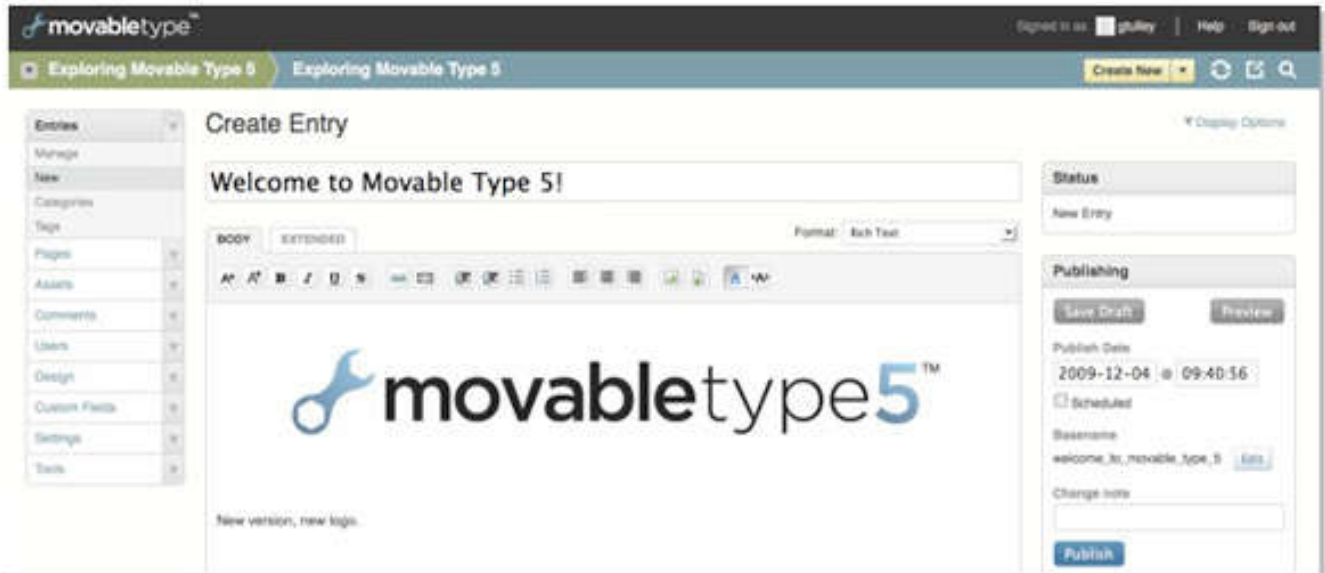 movabletype™
Signed in as gtulley | Help Sign out
Exploring Movable Type 5 Exploring Movable Type 5
Create New
Entries
Manage
New
Categories
Tags
Pages
Assets
Comments
Users
Design
Custom Fields
Settings
Tools
Create Entry
Display Options
Welcome to Movable Type 5!
BODY EXTENDED
Format: Rich Text
movabletype5™
New version, new logo.
Status
New Entry
Publishing
Save Draft Preview
Publish Date
2009-12-04 @ 09:40:56
Scheduled
Basename
welcome_to_movable_type_5 Edit
Change note
Publish